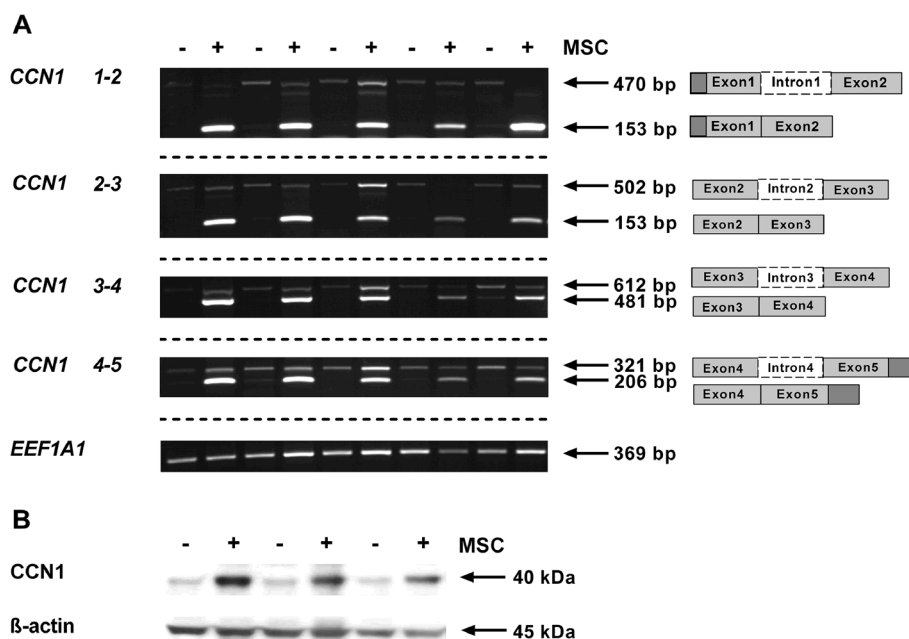 A
- + - + - + - + - + MSC
CCN1 1-2
470 bp
Exon1 Intron1 Exon2
153 bp
Exon1 Exon2
CCN1 2-3
502 bp
Exon2 Intron2 Exon3
153 bp
Exon2 Exon3
CCN1 3-4
612 bp
Exon3 Intron3 Exon4
481 bp
Exon3 Exon4
CCN1 4-5
321 bp
Exon4 Intron4 Exon5
206 bp
Exon4 Exon5
EEF1A1
369 bp
B
- + - + - + MSC
CCN1
40 kDa
ß-actin
45 kDa